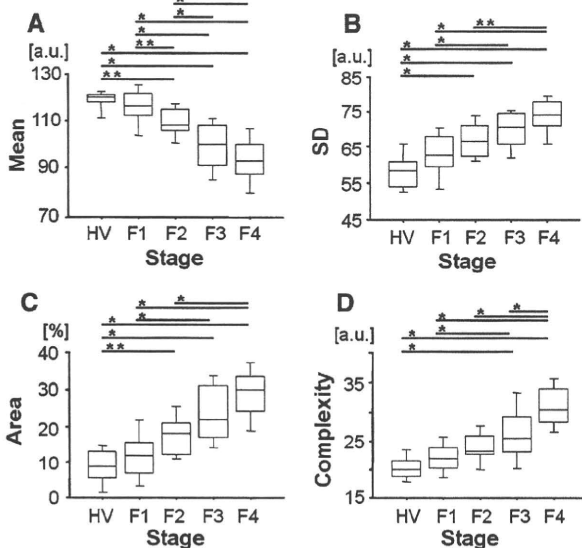 A
*
*
*
*
**
*
*
**
[a.u.]
130
110
90
70
Mean
HV F1 F2 F3 F4
Stage
B
**
*
*
*
*
*
[a.u.]
85
75
65
55
45
SD
HV F1 F2 F3 F4
Stage
C
*
*
*
*
*
**
[%]
40
30
20
10
0
Area
HV F1 F2 F3 F4
Stage
D
*
*
*
*
*
*
[a.u.]
35
25
15
Complexity
HV F1 F2 F3 F4
Stage